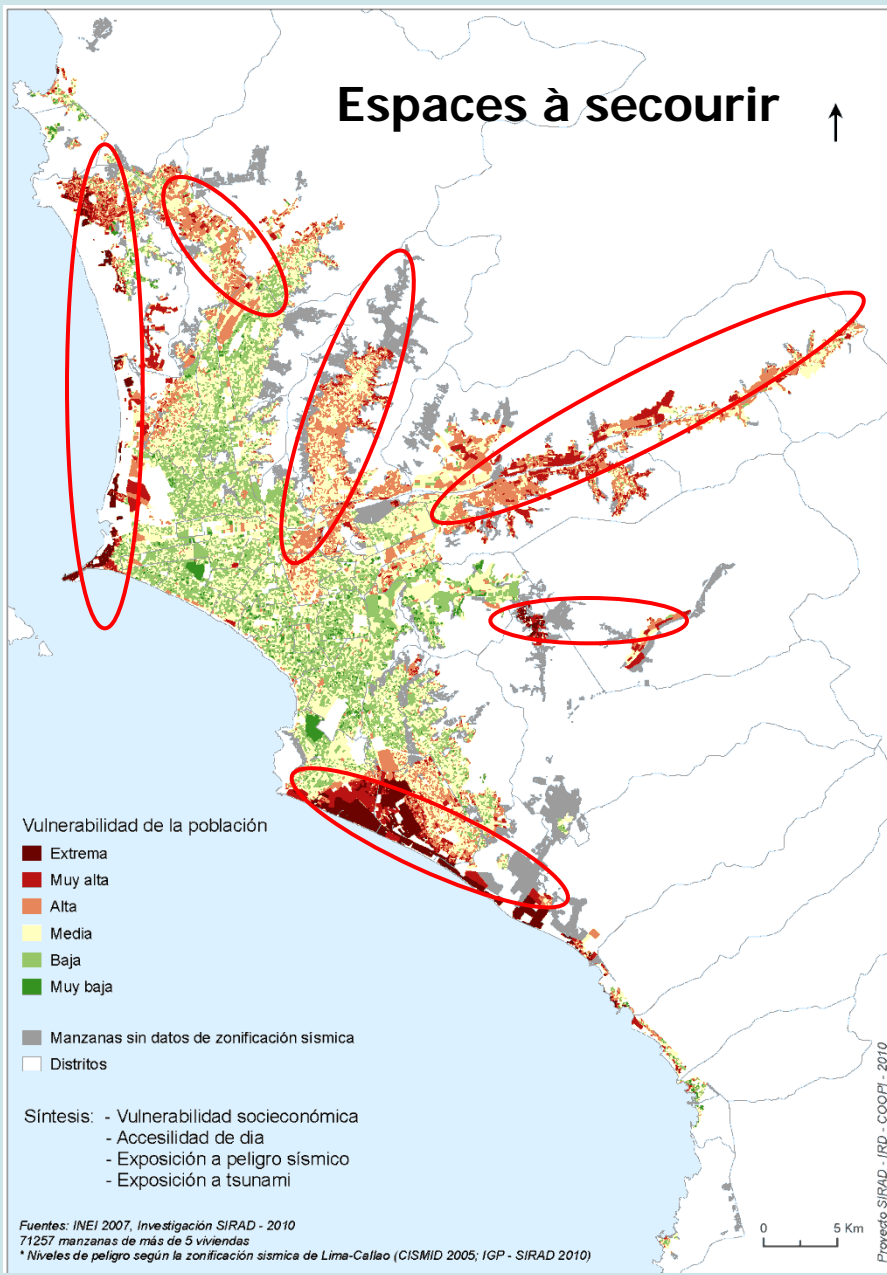 Espaces à secourir
Vulnerabilidad de la población
Extrema
Muy alta
Alta
Media
Baja
Muy baja
Manzanas sin datos de zonificación sísmica
Distritos
Síntesis: - Vulnerabilidad socioeconómica
- Accesilidad de dia
- Exposición a peligro sísmico
- Exposición a tsunami
Fuentes: INEI 2007, Investigación SIRAD - 2010
71257 manzanas de más de 5 viviendas
* Niveles de peligro según la zonificación sismica de Lima-Callao (CISMID 2005; IGP - SIRAD 2010)
0 5 Km
Proyecto SIRAD - IRD - COOPI - 2010